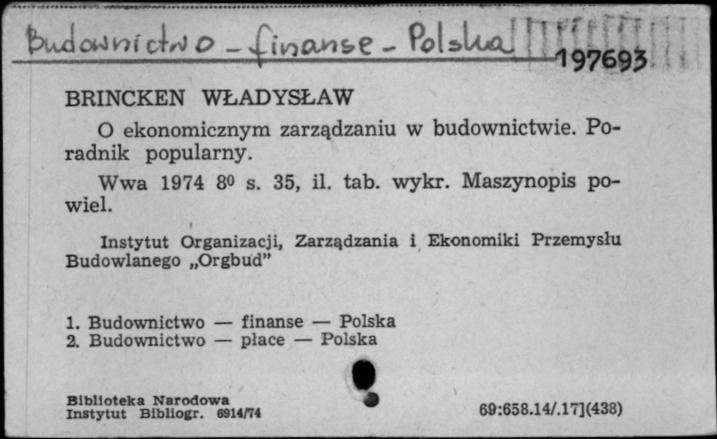 Budownictwo - finanse - Polska
197693
BRINCKEN WŁADYSŁAW
O ekonomicznym zarządzaniu w budownictwie. Po-
radnik popularny.
Wwa 1974 8⁰ s. 35, il. tab. wykr. Maszynopis po-
wiel.
Instytut Organizacji, Zarządzania i Ekonomiki Przemysłu
Budowlanego „Orgbud”
1. Budownictwo — finanse — Polska
2. Budownictwo — płace — Polska
Biblioteka Narodowa
Instytut Bibliogr. 6914/74
69:658.14/.17](438)